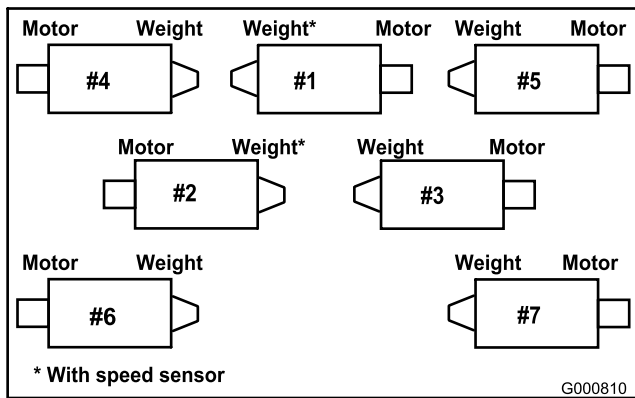 Motor Weight Weight* Motor Weight Motor
#4 #1 #5
Motor Weight* Weight Motor
#2 #3
Motor Weight Weight Motor
#6 #7
* With speed sensor
G000810